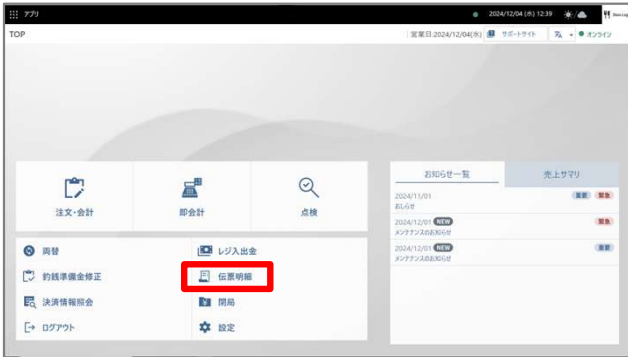 アプリ
2024/12/04 (水) 12:39
TOP
営業日:2024/12/04(水) サポートサイト オンライン
注文・会計
即会計
点検
両替
レジ入出金
釣銭準備金修正
伝票明細
決済情報照会
閉局
ログアウト
設定
お知らせ一覧
売上サマリ
2024/11/01 重要 緊急
おしらせ
2024/12/01 NEW 緊急
メンテナンスのお知らせ
2024/12/01 NEW 重要
メンテナンスのお知らせ